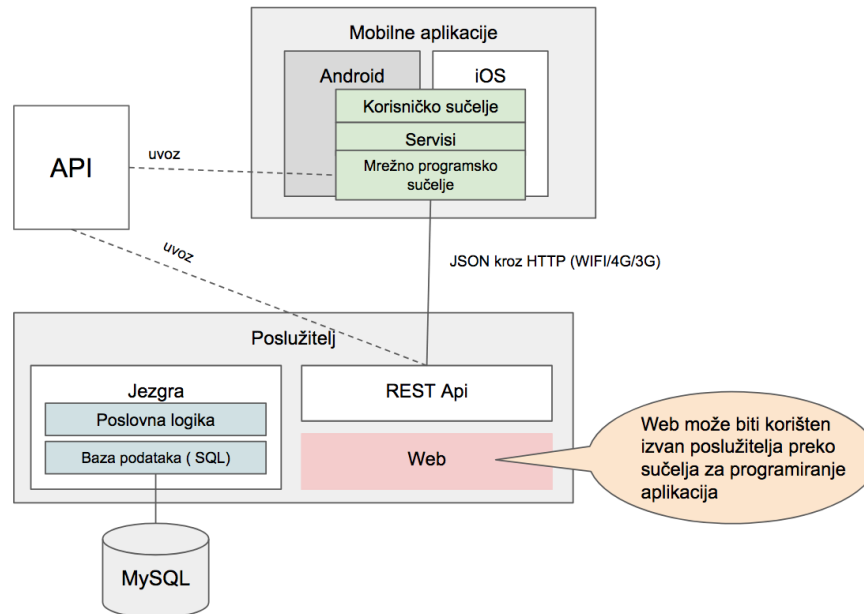 Mobilne aplikacije
Android
iOS
Korisničko sučelje
Servisi
Mrežno programsko
sučelje
API
uvoz
uvoz
JSON kroz HTTP (WIFI/4G/3G)
Poslužitelj
Jezgra
Poslovna logika
Baza podataka ( SQL)
REST Api
Web
Web može biti korišten
izvan poslužitelja preko
sučelja za programiranje
aplikacija
MySQL